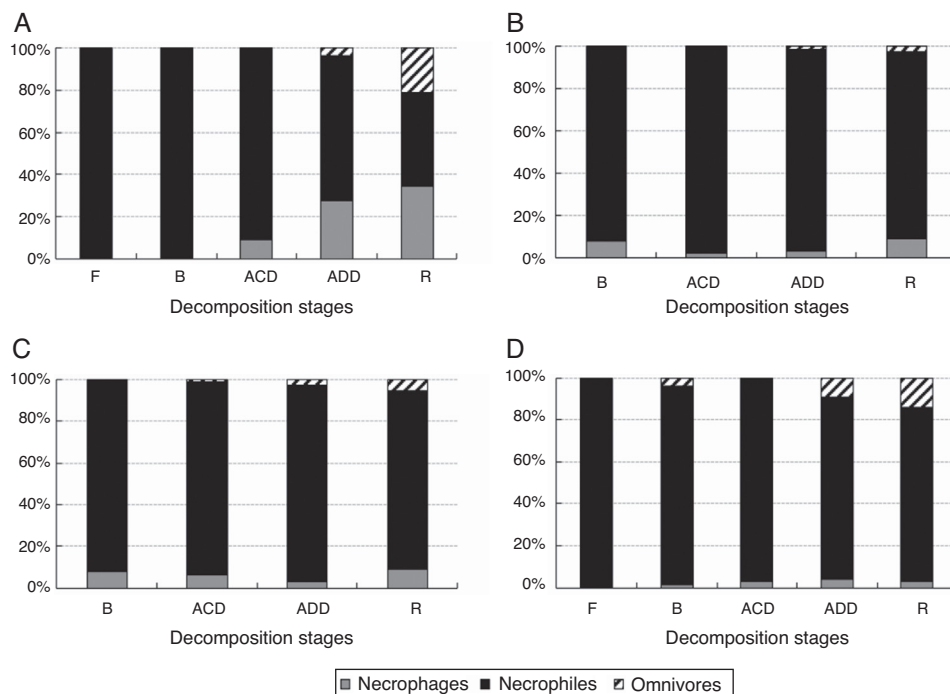 A
100%
80%
60%
40%
20%
0%
F B ACD ADD R
Decomposition stages
B
100%
80%
60%
40%
20%
0%
B ACD ADD R
Decomposition stages
C
100%
80%
60%
40%
20%
0%
B ACD ADD R
Decomposition stages
D
100%
80%
60%
40%
20%
0%
F B ACD ADD R
Decomposition stages
Necrophages Necrophiles Omnivores